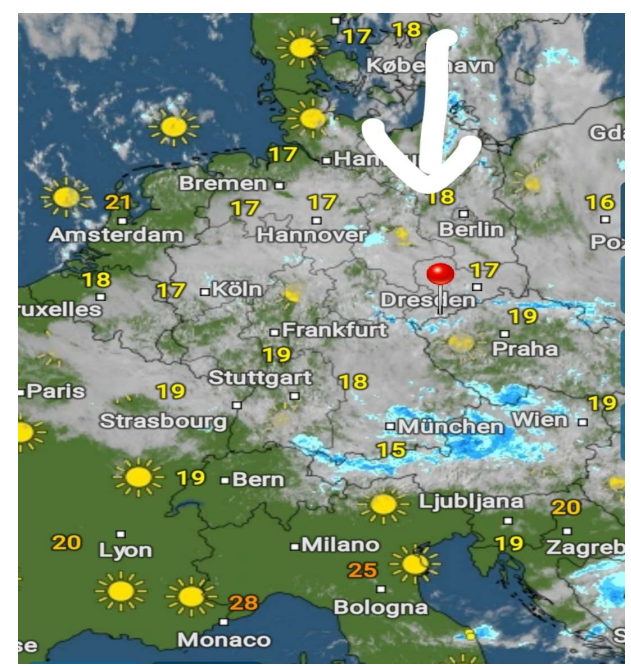 17 18
København
Gd
17
Ham
Bremen
21
17
17
18
16
Amsterdam
Hannover
Berlin
Poz
18
17
Köln
17
ruxelles
Dresden
19
Frankfurt
Praha
19
Stuttgart
18
Paris
19
19
Strasbourg
München
Wien
15
19
Bern
Ljubljana
20
20
Lyon
Milano
19
Zagreb
25
28
Bologna
Monaco
se
S